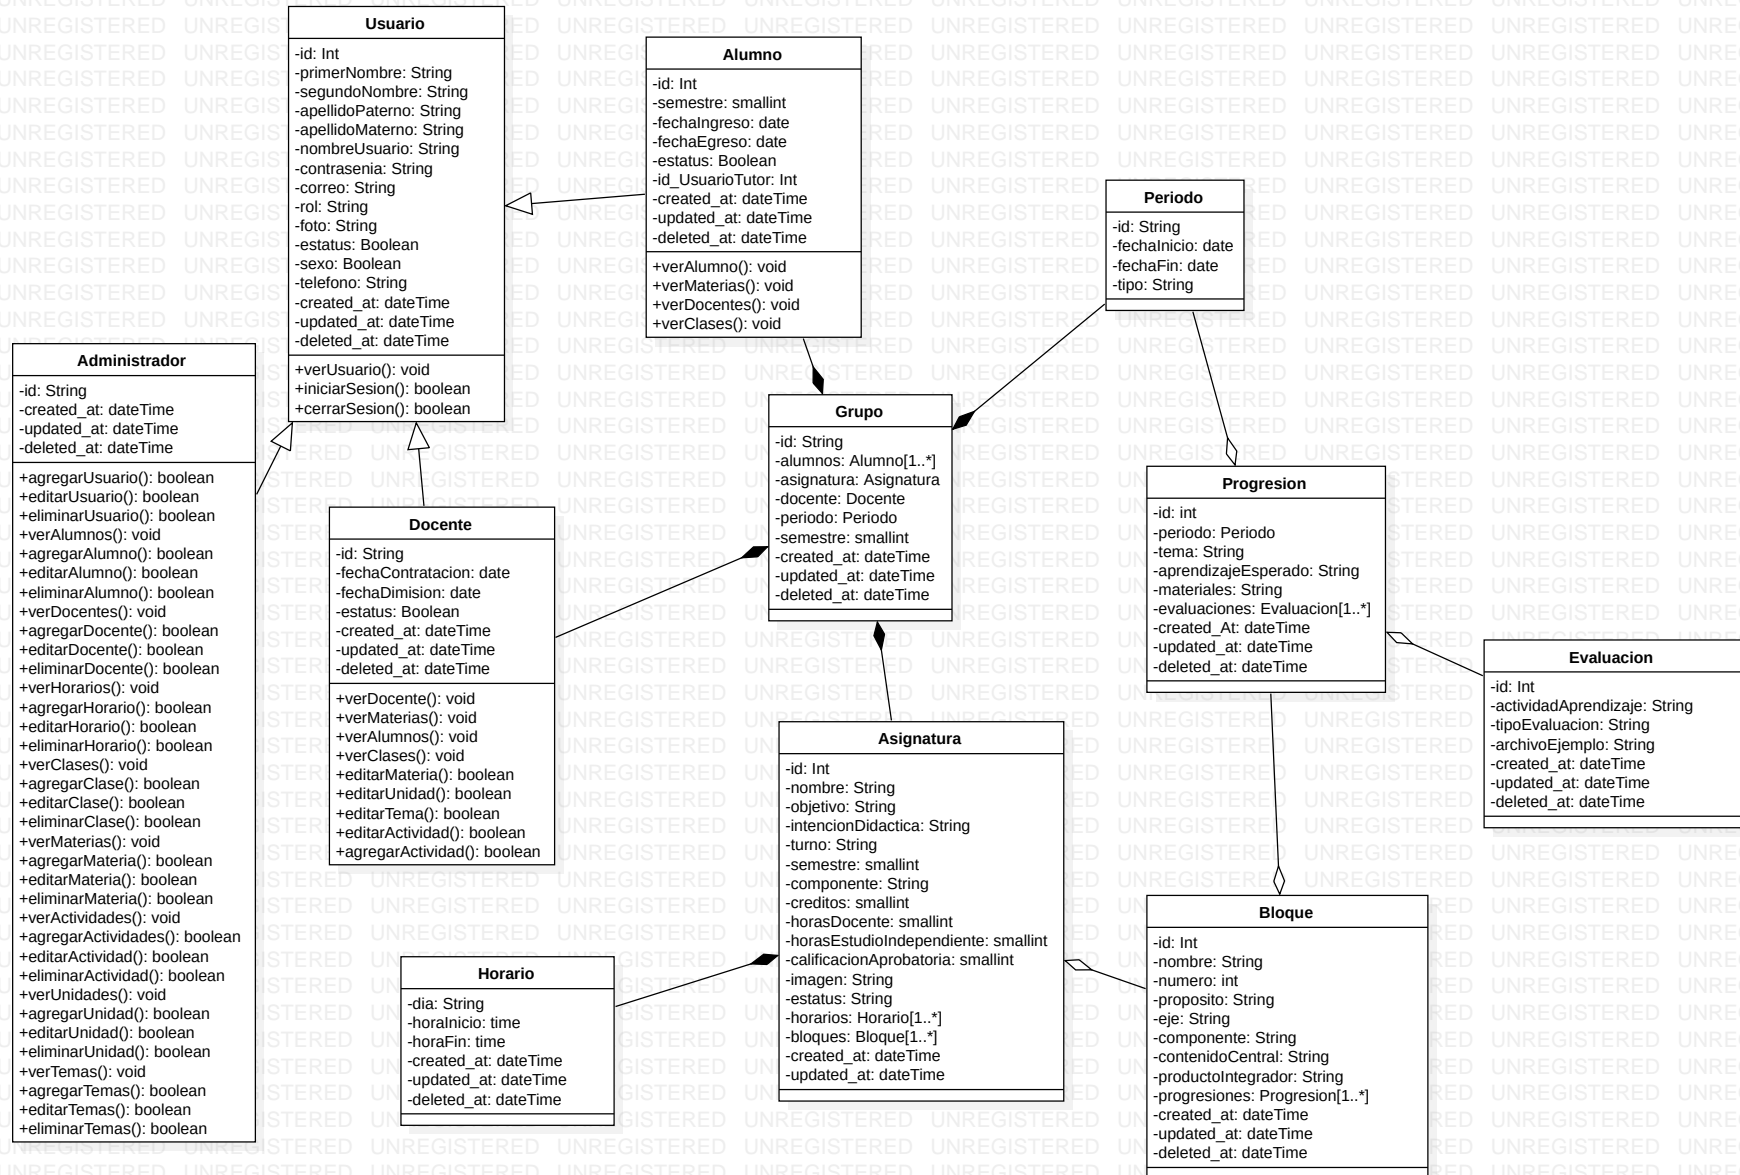 Usuario
-id: Int
-primerNombre: String
-segundoNombre: String
-apellidoPaterno: String
-apellidoMaterno: String
-nombreUsuario: String
-contrasenia: String
-correo: String
-rol: String
-foto: String
-estatus: Boolean
-sexo: Boolean
-telefono: String
-created_at: dateTime
-updated_at: dateTime
-deleted_at: dateTime
+verUsuario(): void
+iniciarSesion(): boolean
+cerrarSesion(): boolean
Alumno
-id: Int
-semestre: smallint
-fechaIngreso: date
-fechaEgreso: date
-estatus: Boolean
-id_UsuarioTutor: Int
-created_at: dateTime
-updated_at: dateTime
-deleted_at: dateTime
+verAlumno(): void
+verMaterias(): void
+verDocentes(): void
+verClases(): void
Periodo
-id: String
-fechaInicio: date
-fechaFin: date
-tipo: String
Administrador
-id: String
-created_at: dateTime
-updated_at: dateTime
-deleted_at: dateTime
+agregarUsuario(): boolean
+editarUsuario(): boolean
+eliminarUsuario(): boolean
+verAlumnos(): void
+agregarAlumno(): boolean
+editarAlumno(): boolean
+eliminarAlumno(): boolean
+verDocentes(): void
+agregarDocente(): boolean
+editarDocente(): boolean
+eliminarDocente(): boolean
+verHorarios(): void
+agregarHorario(): boolean
+editarHorario(): boolean
+eliminarHorario(): boolean
+verClases(): void
+agregarClase(): boolean
+editarClase(): boolean
+eliminarClase(): boolean
+verMaterias(): void
+agregarMateria(): boolean
+editarMateria(): boolean
+eliminarMateria(): boolean
+verActividades(): void
+agregarActividades(): boolean
+editarActividad(): boolean
+eliminarActividad(): boolean
+verUnidades(): void
+agregarUnidad(): boolean
+editarUnidad(): boolean
+eliminarUnidad(): boolean
+verTemas(): void
+agregarTemas(): boolean
+editarTemas(): boolean
+eliminarTemas(): boolean
Docente
-id: String
-fechaContratacion: date
-fechaDimision: date
-estatus: Boolean
-created_at: dateTime
-updated_at: dateTime
-deleted_at: dateTime
+verDocente(): void
+verMaterias(): void
+verAlumnos(): void
+verClases(): void
+editarMateria(): boolean
+editarUnidad(): boolean
+editarTema(): boolean
+editarActividad(): boolean
+agregarActividad(): boolean
Grupo
-id: String
-alumnos: Alumno[1..*]
-asignatura: Asignatura
-docente: Docente
-periodo: Periodo
-semestre: smallint
-created_at: dateTime
-updated_at: dateTime
-deleted_at: dateTime
Progresion
-id: int
-periodo: Periodo
-tema: String
-aprendizajeEsperado: String
-materiales: String
-evaluaciones: Evaluacion[1..*]
-created_At: dateTime
-updated_at: dateTime
-deleted_at: dateTime
Evaluacion
-id: Int
-actividadAprendizaje: String
-tipoEvaluacion: String
-archivoEjemplo: String
-created_at: dateTime
-updated_at: dateTime
-deleted_at: dateTime
Asignatura
-id: Int
-nombre: String
-objetivo: String
-intencionDidactica: String
-turno: String
-semestre: smallint
-componente: String
-creditos: smallint
-horasDocente: smallint
-horasEstudioIndependiente: smallint
-calificacionAprobatoria: smallint
-imagen: String
-estatus: String
-horarios: Horario[1..*]
-bloques: Bloque[1..*]
-created_at: dateTime
-updated_at: dateTime
Horario
-dia: String
-horaInicio: time
-horaFin: time
-created_at: dateTime
-updated_at: dateTime
-deleted_at: dateTime
Bloque
-id: Int
-nombre: String
-numero: int
-proposito: String
-eje: String
-componente: String
-contenidoCentral: String
-productoIntegrador: String
-progresiones: Progresion[1..*]
-created_at: dateTime
-updated_at: dateTime
-deleted_at: dateTime